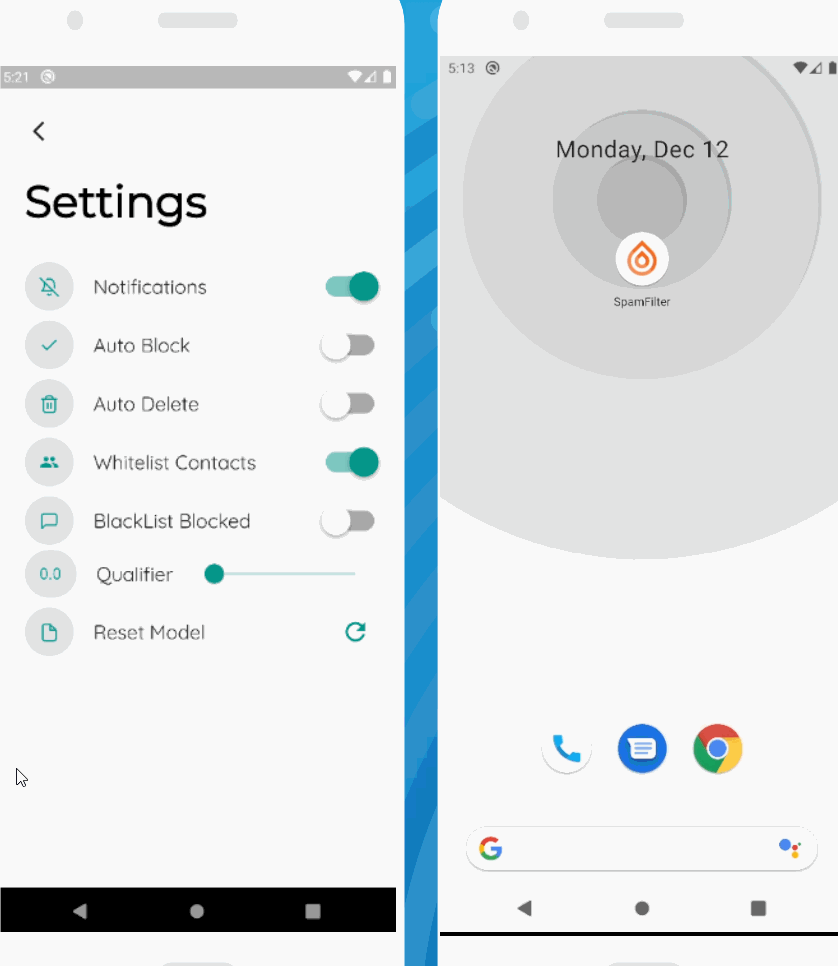 5:21
Settings
Notifications
Auto Block
Auto Delete
Whitelist Contacts
BlackList Blocked
0.0 Qualifier
Reset Model
5:13
Monday, Dec 12
SpamFilter
G